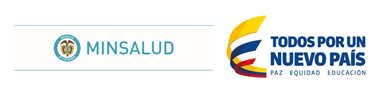 MINSALUD
TODOS POR UN
NUEVO PAÍS
PAZ EQUIDAD EDUCACIÓN